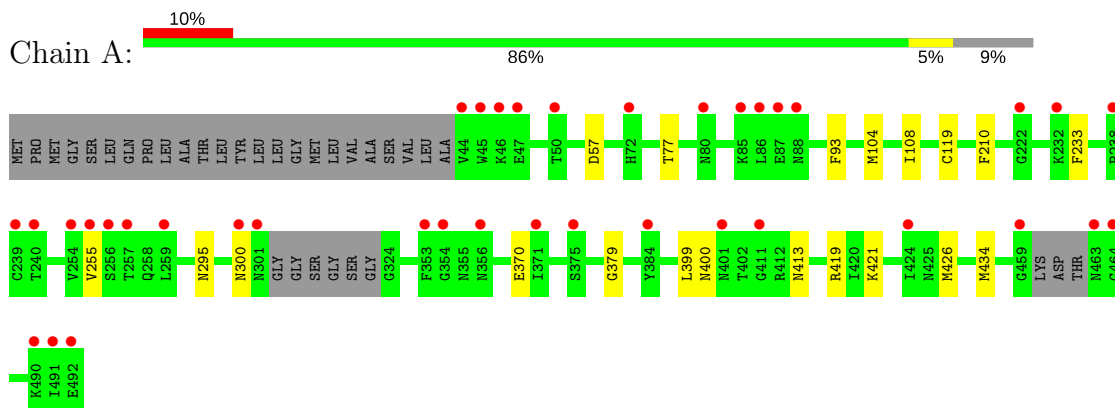 10%
Chain A:
86% 5% 9%
MET PRO MET GLY SER LEU GLN PRO LEU ALA THR LEU TYR LEU LEU GLY MET LEU VAL ALA SER VAL LEU ALA V44 W45 K46 E47 T50 D57 H72 T77 N80 K85 L86 E87 N88 F93 M104 I108 C119 F210 G222 K232 F233 P238
C239 T240 V254 V255 S256 T257 Q258 L259 N295 N300 N301 GLY GLY SER GLY SER GLY G324 F353 G354 N355 N356 E370 I371 S375 G379 Y384 L399 N400 N401 T402 G411 R412 N413 R419 I420 K421 I424 N425 M426 M434 G459 LYS ASP THR N463 G464
K490 I491 E492